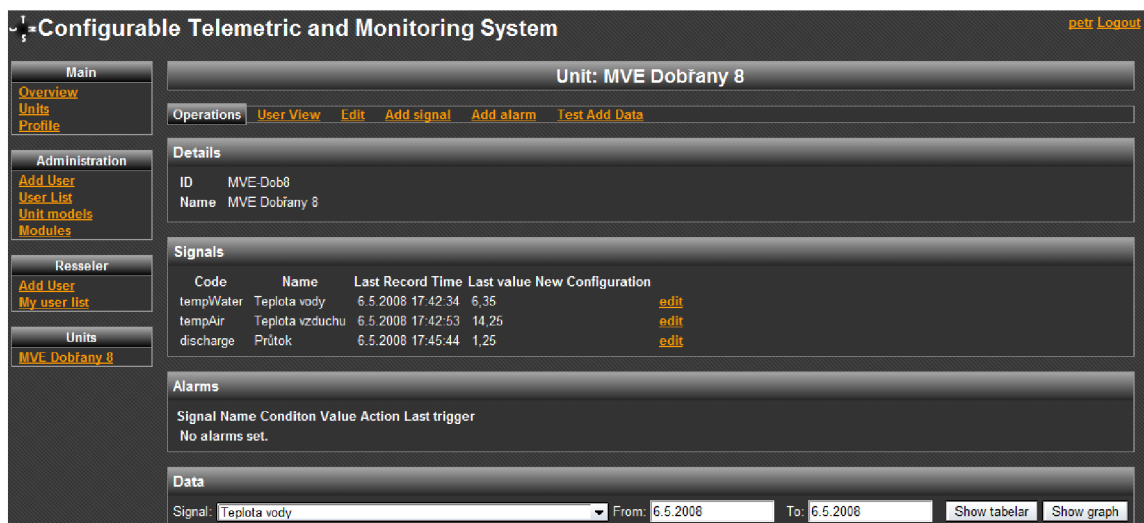 Configurable Telemetric and Monitoring System
petr Logout
Main
Overview
Units
Profile
Administration
Add User
User List
Unit models
Modules
Resseler
Add User
My user list
Units
MVE Dobřany 8
Unit: MVE Dobřany 8
Operations User View Edit Add signal Add alarm Test Add Data
Details
ID MVE-Dob8
Name MVE Dobřany 8
Signals
Code Name Last Record Time Last value New Configuration
tempWater Teplota vody 6.5.2008 17:42:34 6,35 edit
tempAir Teplota vzduchu 6.5.2008 17:42:53 14,25 edit
discharge Průtok 6.5.2008 17:45:44 1,25 edit
Alarms
Signal Name Conditon Value Action Last trigger
No alarms set.
Data
Signal: Teplota vody From: 6.5.2008 To: 6.5.2008 Show tabelar Show graph